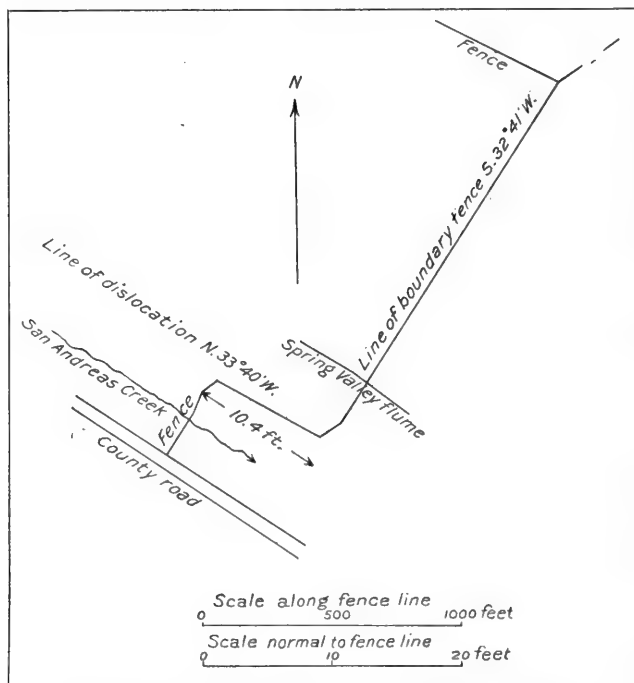 Fence
N
Line of boundary fence S.32°41'W.
Line of dislocation N.33°40'W.
San Andreas Creek
Spring Valley flume
Fence
10.4 ft.
County road
Scale along fence line
0 500 1000 feet
Scale normal to fence line
0 10 20 feet